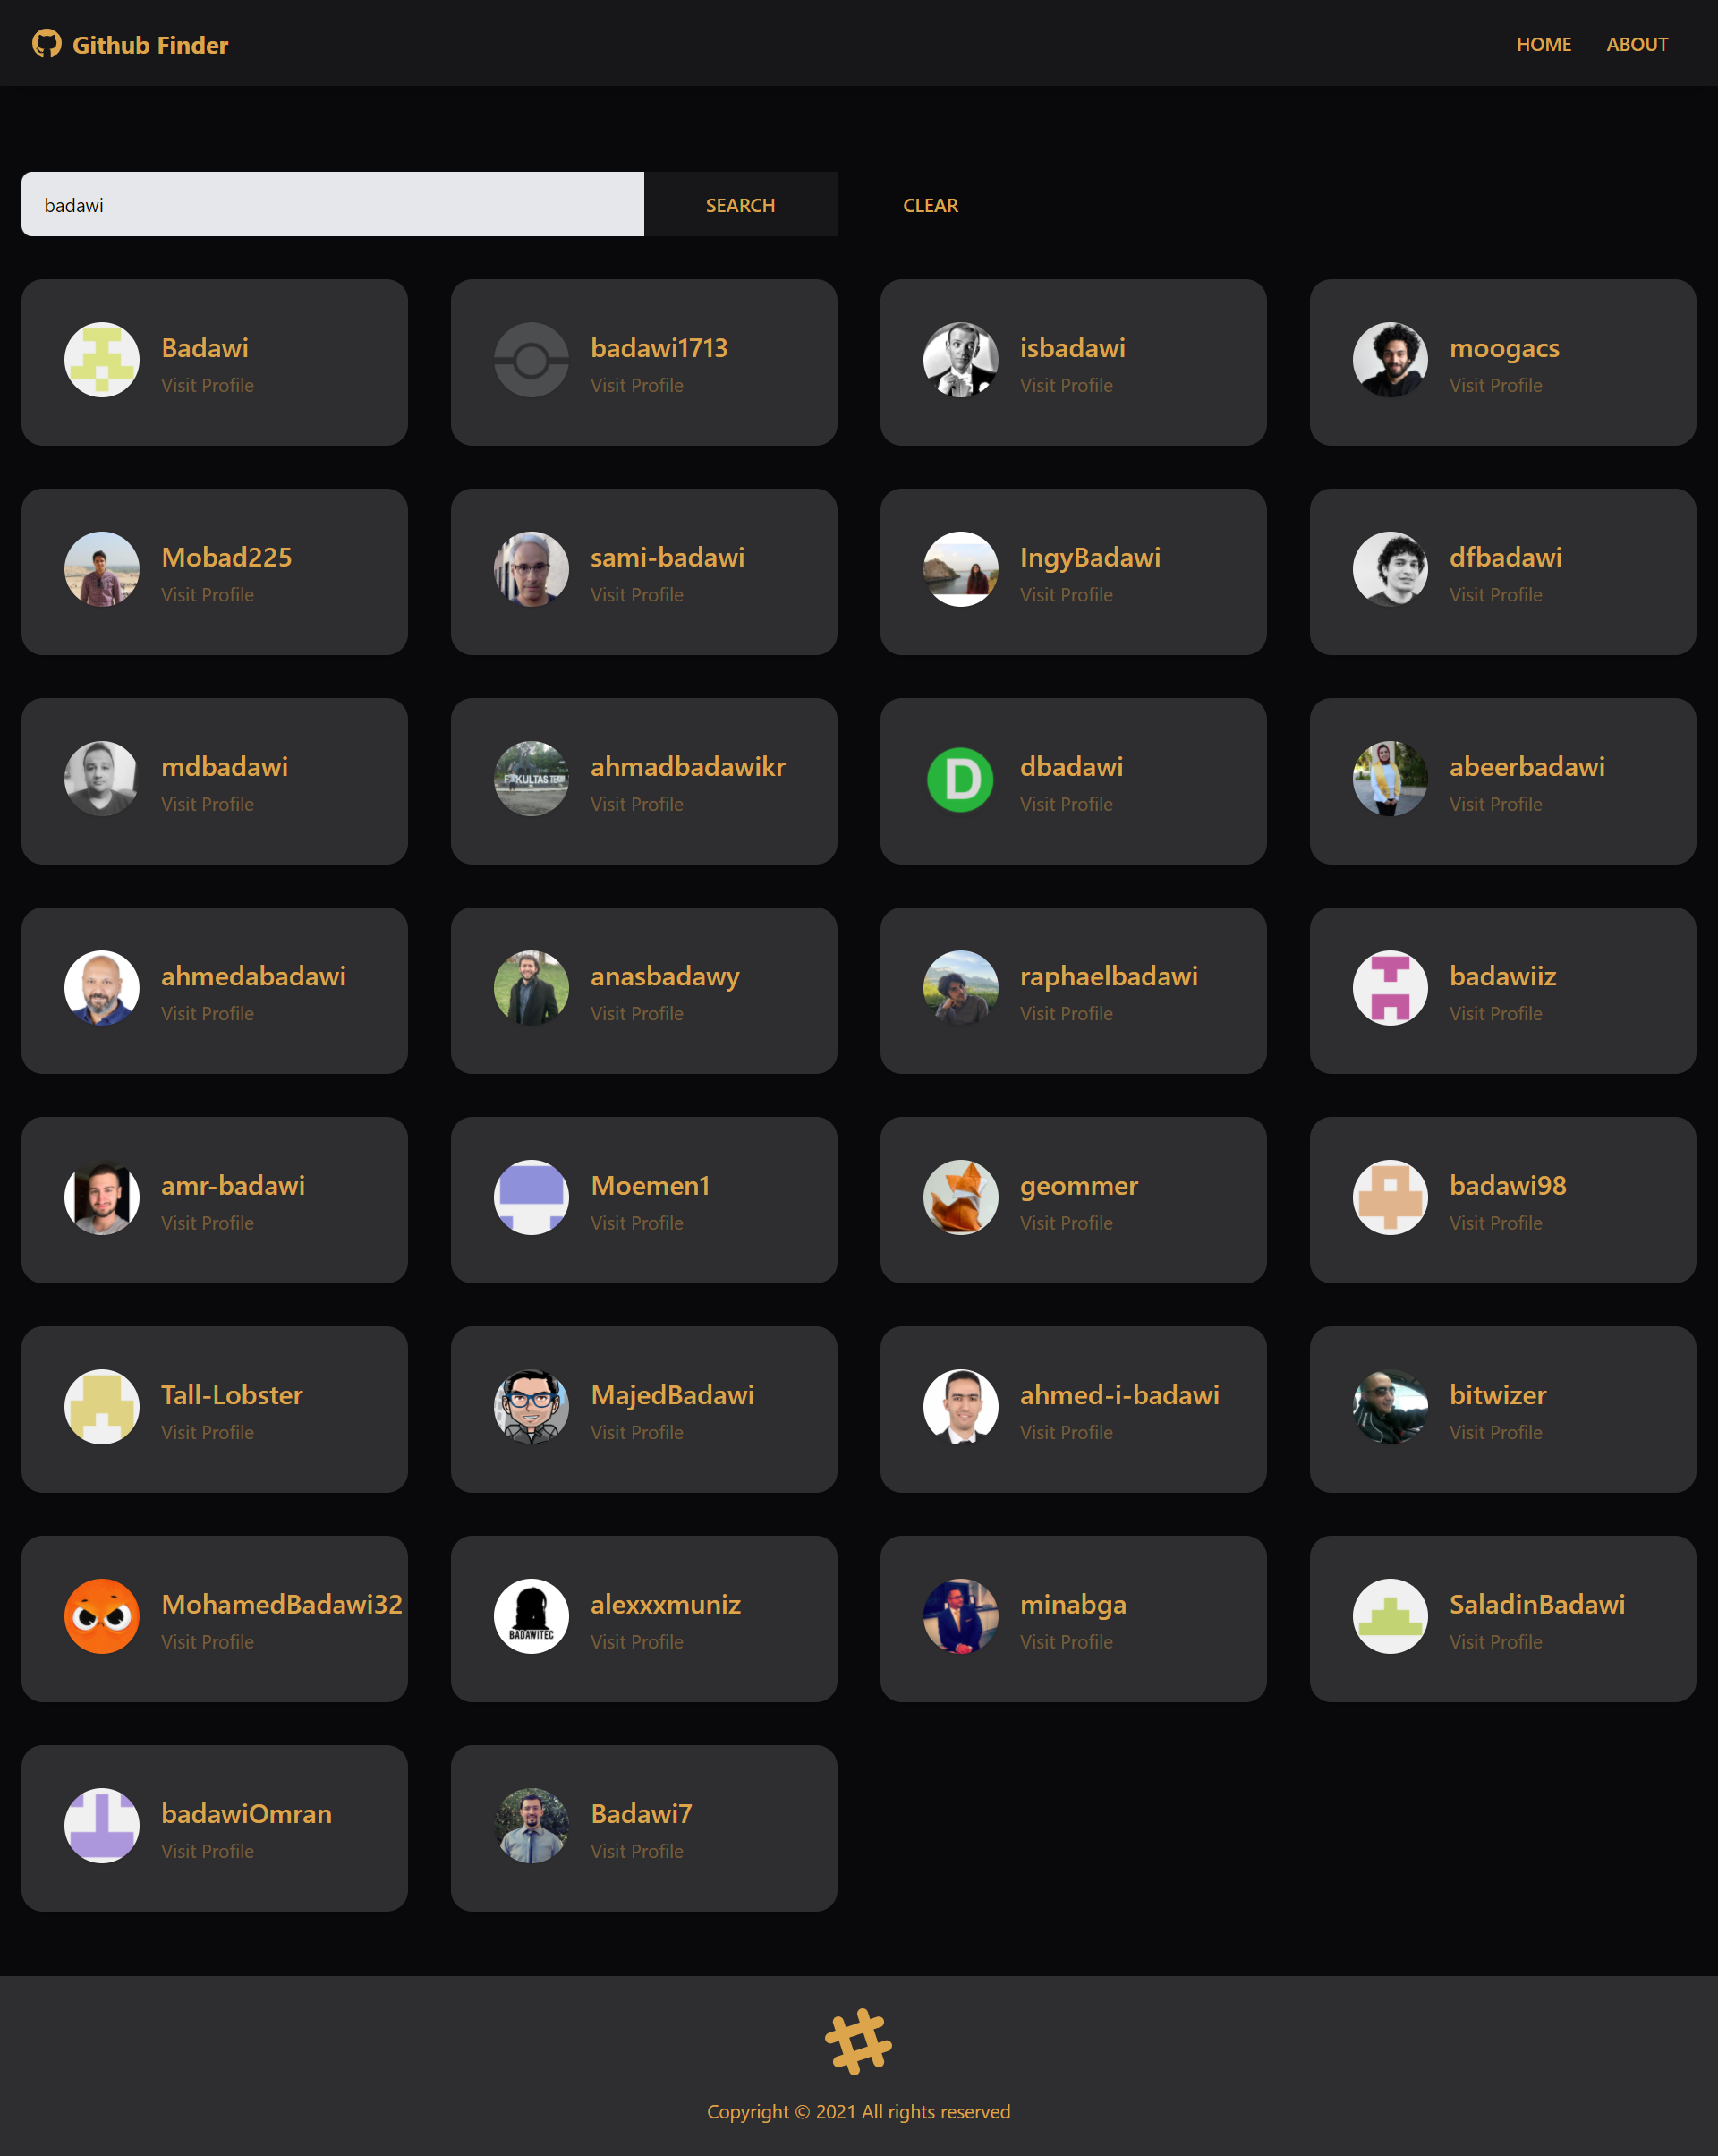 Github Finder
HOME ABOUT
badawi
SEARCH
CLEAR
Badawi
Visit Profile
badawi1713
Visit Profile
isbadawi
Visit Profile
moogacs
Visit Profile
Mobad225
Visit Profile
sami-badawi
Visit Profile
IngyBadawi
Visit Profile
dfbadawi
Visit Profile
mdbadawi
Visit Profile
ahmadbadawikr
Visit Profile
D
dbadawi
Visit Profile
abeerbadawi
Visit Profile
ahmedabadawi
Visit Profile
anasbadawy
Visit Profile
raphaelbadawi
Visit Profile
badawiiz
Visit Profile
amr-badawi
Visit Profile
Moemen1
Visit Profile
geommer
Visit Profile
badawi98
Visit Profile
Tall-Lobster
Visit Profile
MajedBadawi
Visit Profile
ahmed-i-badawi
Visit Profile
bitwizer
Visit Profile
MohamedBadawi32
Visit Profile
BADAWITEC
alexxxmuniz
Visit Profile
minabga
Visit Profile
SaladinBadawi
Visit Profile
badawiOmran
Visit Profile
Badawi7
Visit Profile
Copyright © 2021 All rights reserved